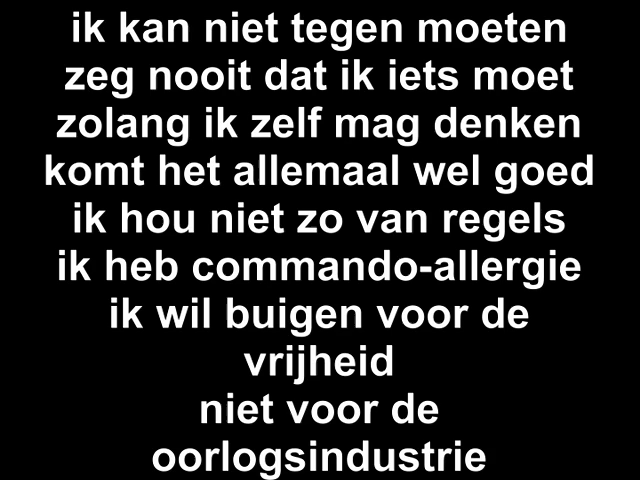 ik kan niet tegen moeten
zeg nooit dat ik iets moet
zolang ik zelf mag denken
komt het allemaal wel goed
ik hou niet zo van regels
ik heb commando-allergie
ik wil buigen voor de
vrijheid
niet voor de
oorlogsindustrie